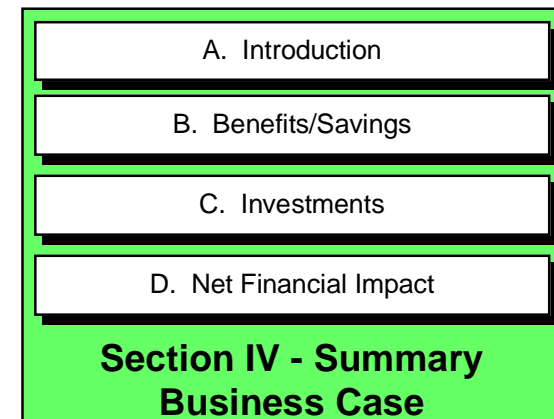 A. Introduction
B. Benefits/Savings
C. Investments
D. Net Financial Impact
Section IV - Summary
Business Case